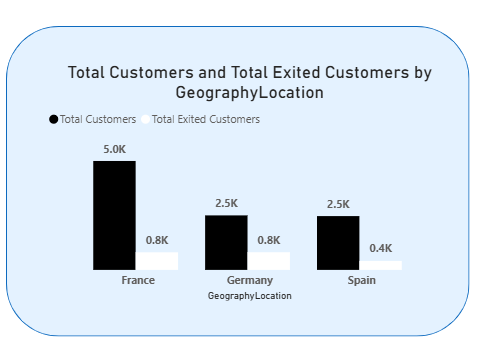 Total Customers and Total Exited Customers by
GeographyLocation
Total Customers Total Exited Customers
5.0K
2.5K
2.5K
0.8K
0.8K
0.4K
France Germany Spain
GeographyLocation